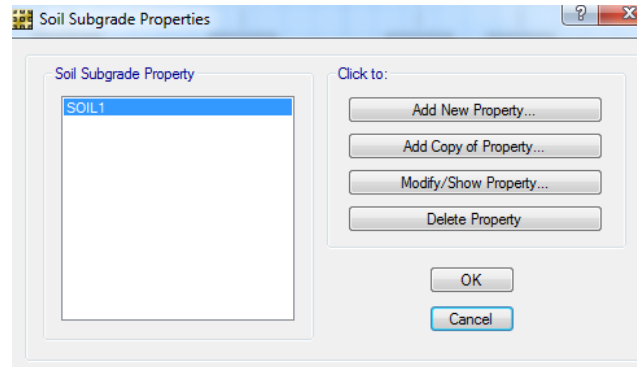 Soil Subgrade Properties
?
X
Soil Subgrade Property
SOIL1
Click to:
Add New Property...
Add Copy of Property...
Modify/Show Property...
Delete Property
OK
Cancel